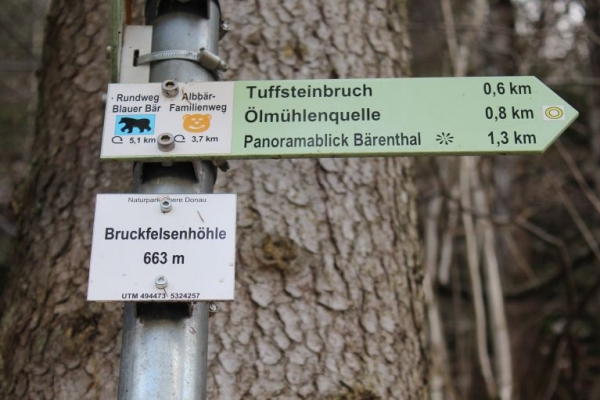 Rundweg Blauer Bär
5,1 km
Albbär-Familienweg
3,7 km
Tuffsteinbruch 0,6 km
Ölmühlenquelle 0,8 km
Panoramablick Bärenthal 1,3 km
Naturpark Obere Donau
Bruckfelsenhöhle
663 m
UTM 494473 5324257